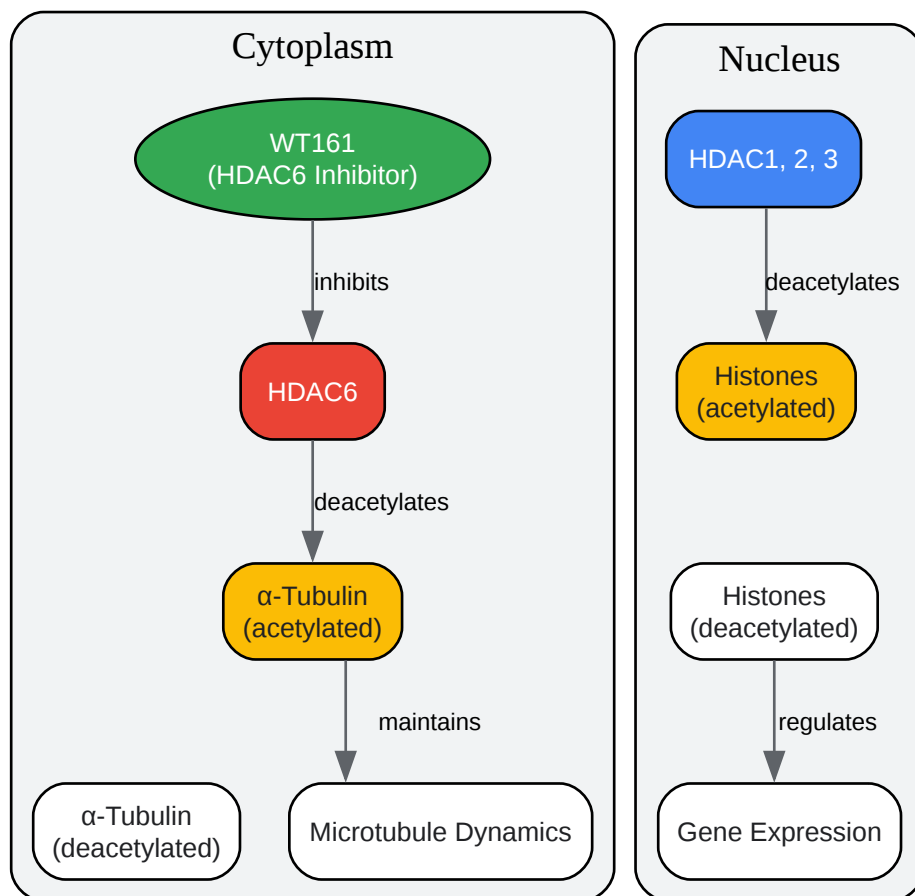 Cytoplasm
WT161
(HDAC6 Inhibitor)
inhibits
HDAC6
deacetylates
α-Tubulin
(acetylated)
maintains
α-Tubulin
(deacetylated)
Microtubule Dynamics
Nucleus
HDAC1, 2, 3
deacetylates
Histones
(acetylated)
Histones
(deacetylated)
regulates
Gene Expression